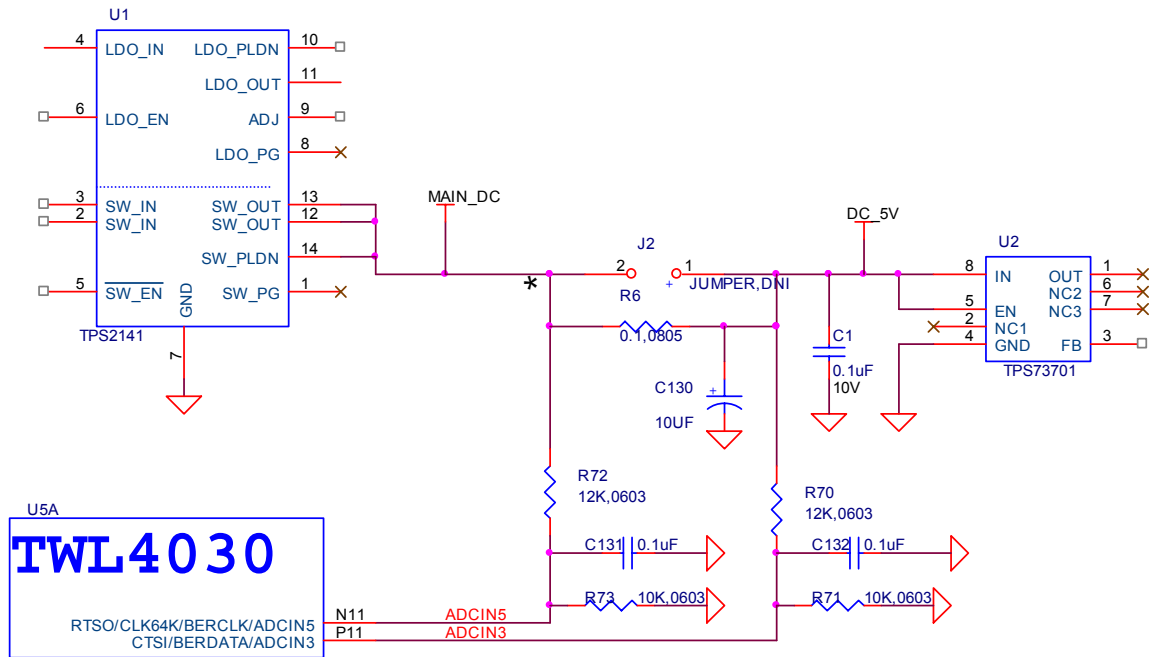 U1
4 LDO_IN LDO_PLDN 10
LDO_OUT 11
6 LDO_EN ADJ 9
LDO_PG 8
3 SW_IN SW_OUT 13
2 SW_IN SW_OUT 12
SW_PLDN 14
5 SW_EN SW_PG 1
GND
7
TPS2141
MAIN_DC
*
J2
2 1
+ JUMPER,DNI
R6
0.1,0805
DC_5V
C130
+
10UF
C1
0.1uF
10V
U2
8 IN OUT 1
NC2 6
5 EN NC3 7
2 NC1
4 GND FB 3
TPS73701
R72
12K,0603
R70
12K,0603
C131 0.1uF
C132 0.1uF
R73 10K,0603
R71 10K,0603
U5A
TWL4030
RTSO/CLK64K/BERCLK/ADCIN5 N11 ADCIN5
CTSI/BERDATA/ADCIN3 P11 ADCIN3